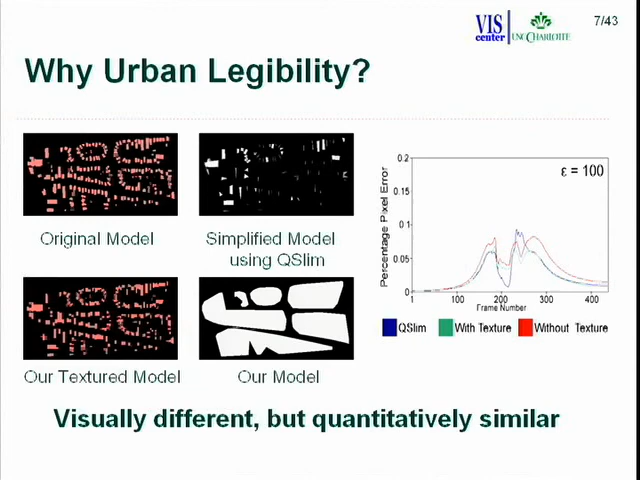 VIS
center
UNC CHARLOTTE
7/43
Why Urban Legibility?
Original Model
Simplified Model
using QSlim
Our Textured Model
Our Model
Percentage Pixel Error
0.2
0.15
0.1
0.05
0
1
100
200
300
400
ε = 100
Frame Number
QSlim
With Texture
Without Texture
Visually different, but quantitatively similar